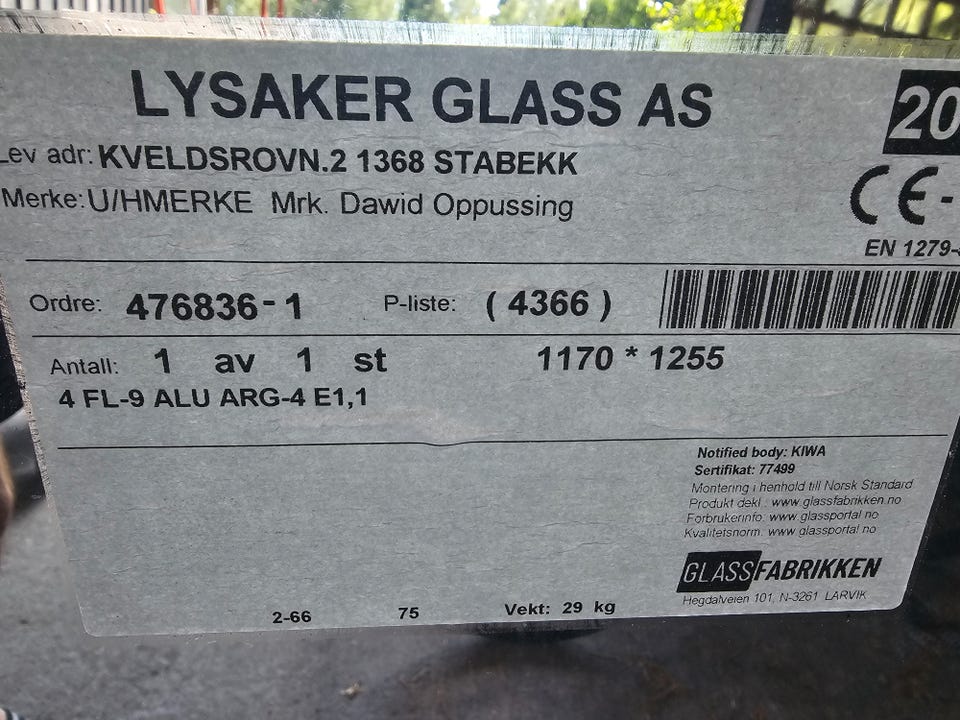 LYSAKER GLASS AS
20
Lev adr: KVELDSROVN.2 1368 STABEKK
Merke: U/HMERKE Mrk. Dawid Oppussing
CE-
EN 1279-
Ordre: 476836-1 P-liste: (4366)
Antall: 1 av 1 st 1170 * 1255
4 FL-9 ALU ARG-4 E1,1
Notified body: KIWA
Sertifikat: 77499
Montering i henhold till Norsk Standard
Produkt dekl.: www.glassfabrikken.no
Forbrukerinfo: www.glassportal.no
Kvalitetsnorm: www.glassportal.no
GLASSFABRIKKEN
Hegdalveien 101, N-3261 LARVIK
2-66 75 Vekt: 29 kg